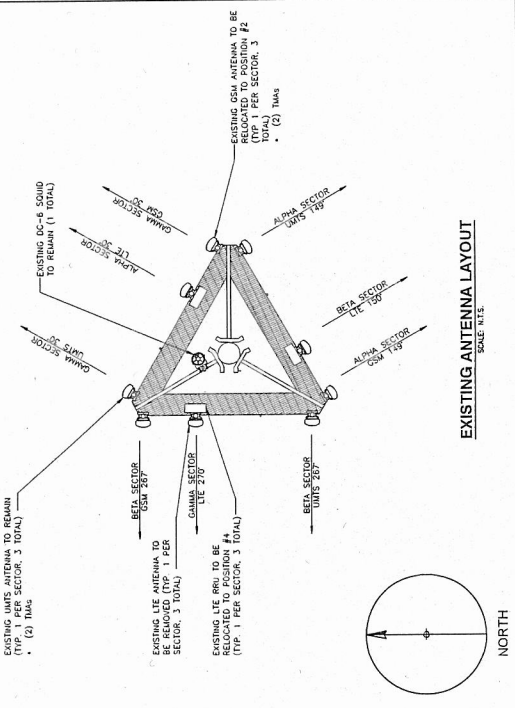 EXISTING UMTS ANTENNA TO REMAIN
(TYP. 1 PER SECTOR, 3 TOTAL)
• (2) TMAs
EXISTING DC-6 SQUID
TO REMAIN (1 TOTAL)
EXISTING GSM ANTENNA TO BE
RELOCATED TO POSITION #2
(TYP 1 PER SECTOR, 3
TOTAL)
• (2) TMAs
GAMMA SECTOR
UMTS 30°
ALPHA SECTOR
LTE 30°
GAMMA SECTOR
GSM 30°
BETA SECTOR
GSM 267°
GAMMA SECTOR
LTE 270°
BETA SECTOR
UMTS 267°
ALPHA SECTOR
UMTS 149°
BETA SECTOR
LTE 150°
ALPHA SECTOR
GSM 149°
EXISTING LTE ANTENNA TO
BE REMOVED (TYP. 1 PER
SECTOR, 3 TOTAL)
EXISTING LTE RRU TO BE
RELOCATED TO POSITION #4
(TYP. 1 PER SECTOR, 3 TOTAL)
EXISTING ANTENNA LAYOUT
SCALE: N.T.S.
NORTH